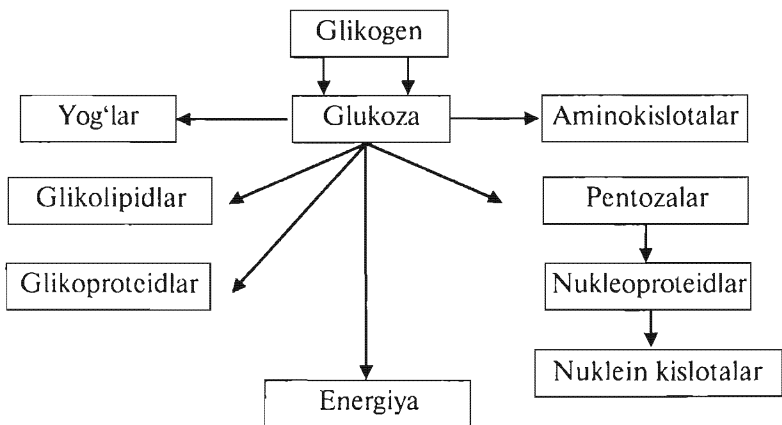 Glikogen
Yog‘lar
Glukoza
Aminokislotalar
Glikolipidlar
Pentozalar
Glikoproteidlar
Nukleoproteidlar
Nuklein kislotalar
Energiya